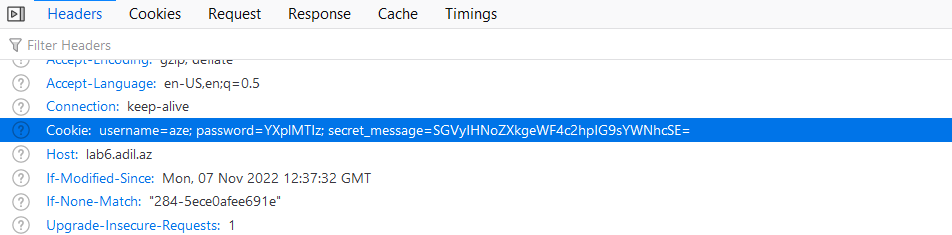 Headers Cookies Request Response Cache Timings
Filter Headers
Accept-Encoding: gzip, deflate
Accept-Language: en-US,en;q=0.5
Connection: keep-alive
Cookie: username=aze; password=YXplMTIz; secret_message=SGVyIHNoZXkgeWF4c2hpIG9sYWNhcSE=
Host: lab6.adil.az
If-Modified-Since: Mon, 07 Nov 2022 12:37:32 GMT
If-None-Match: "284-5ece0afee691e"
Upgrade-Insecure-Requests: 1